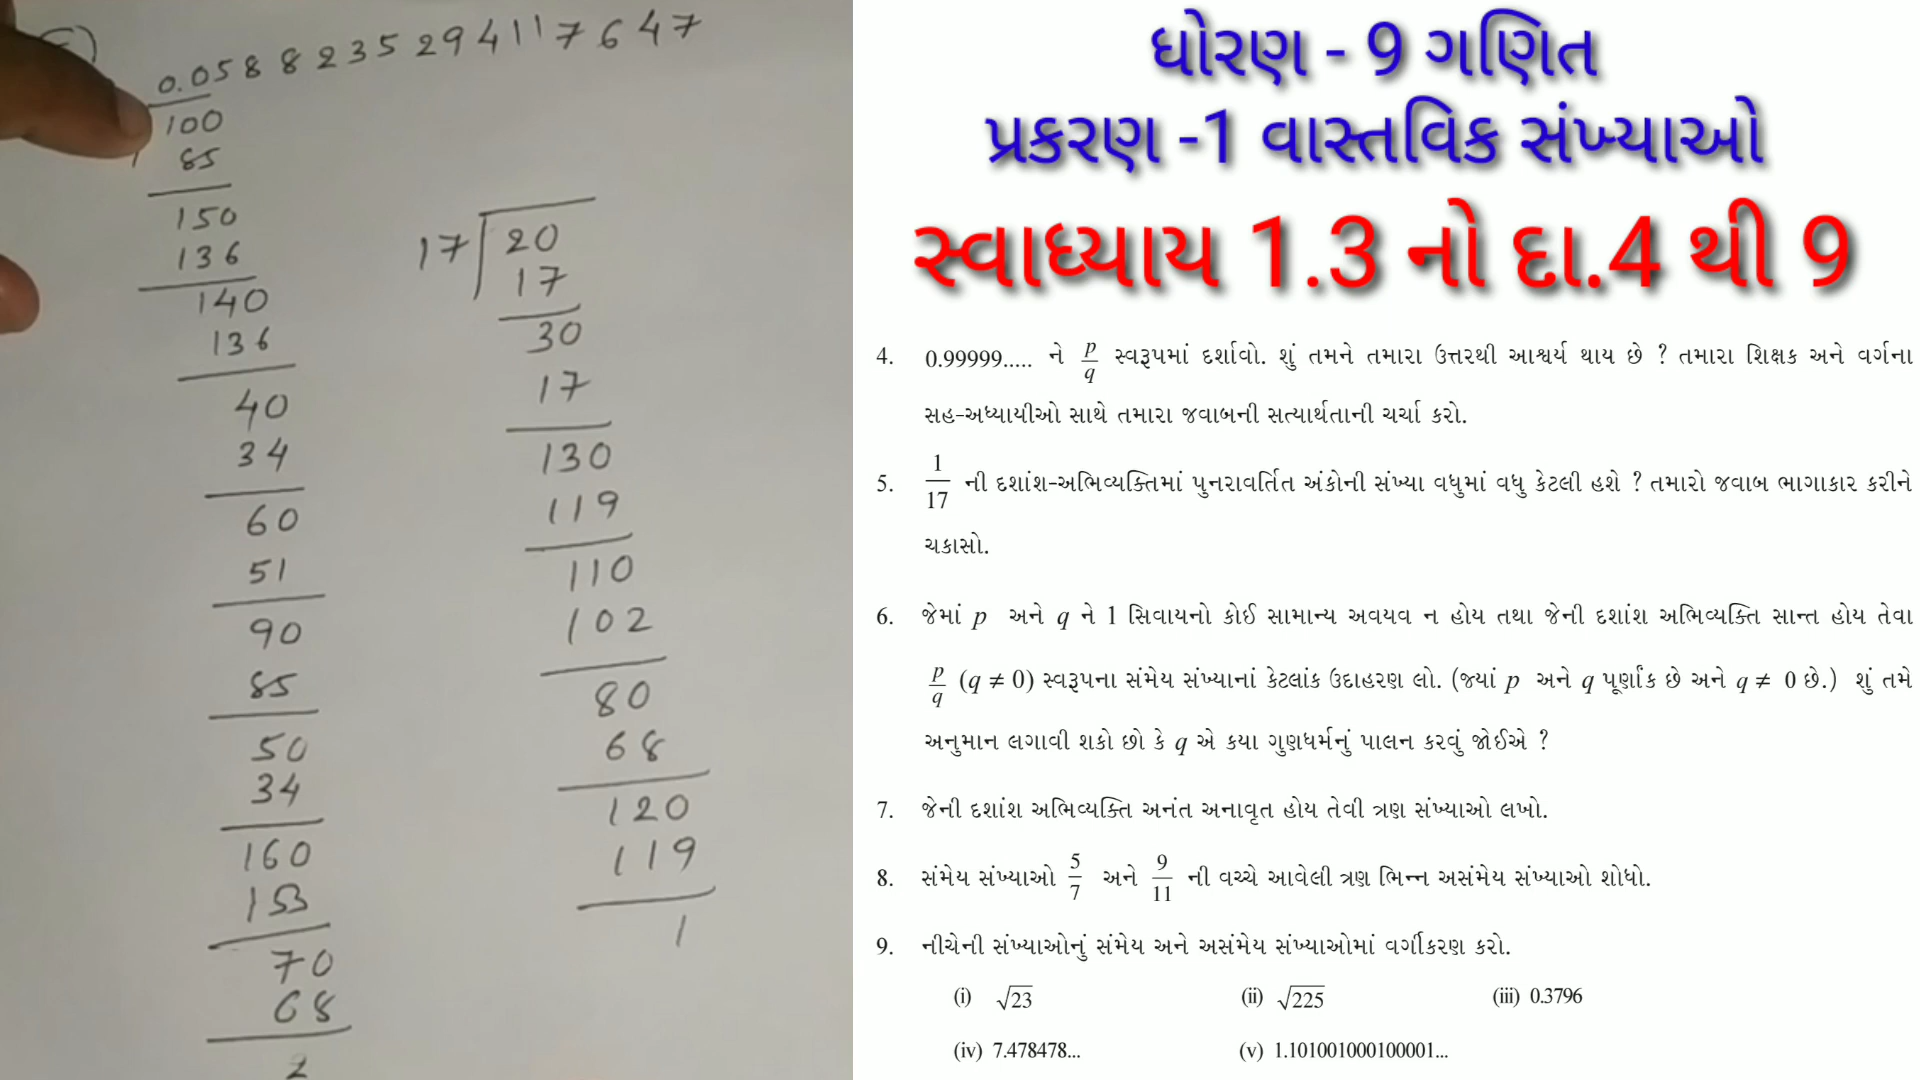 0.0588235294117647
100
85
150
136
140
136
40
34
60
51
90
85
50
34
160
153
70
68
2
17 20
17
30
17
130
119
110
102
80
68
120
119
1
ધોરણ - 9 ગણિત
પ્રકરણ -1 વાસ્તવિક સંખ્યાઓ
સ્વાધ્યાય 1.3 નો દા.4 થી 9
4. 0.99999..... ને p/q સ્વરૂપમાં દર્શાવો. શું તમને તમારા ઉત્તરથી આશ્ચર્ય થાય છે ? તમારા શિક્ષક અને વર્ગના
સહ-અધ્યાયીઓ સાથે તમારા જવાબની સત્યાર્થતાની ચર્ચા કરો.
5. 1/17 ની દશાંશ-અભિવ્યક્તિમાં પુનરાવર્તિત અંકોની સંખ્યા વધુમાં વધુ કેટલી હશે ? તમારો જવાબ ભાગાકાર કરીને
ચકાસો.
6. જેમાં p અને q ને 1 સિવાયનો કોઈ સામાન્ય અવયવ ન હોય તથા જેની દશાંશ અભિવ્યક્તિ સાન્ત હોય તેવા
p/q (q ≠ 0) સ્વરૂપના સંમેય સંખ્યાનાં કેટલાંક ઉદાહરણ લો. (જ્યાં p અને q પૂર્ણાંક છે અને q ≠ 0 છે.) શું તમે
અનુમાન લગાવી શકો છો કે q એ કયા ગુણધર્મનું પાલન કરવું જોઈએ ?
7. જેની દશાંશ અભિવ્યક્તિ અનંત અનાવૃત હોય તેવી ત્રણ સંખ્યાઓ લખો.
8. સંમેય સંખ્યાઓ 5/7 અને 9/11 ની વચ્ચે આવેલી ત્રણ ભિન્ન અસંમેય સંખ્યાઓ શોધો.
9. નીચેની સંખ્યાઓનું સંમેય અને અસંમેય સંખ્યાઓમાં વર્ગીકરણ કરો.
(i) √23 (ii) √225 (iii) 0.3796
(iv) 7.478478... (v) 1.101001000100001...